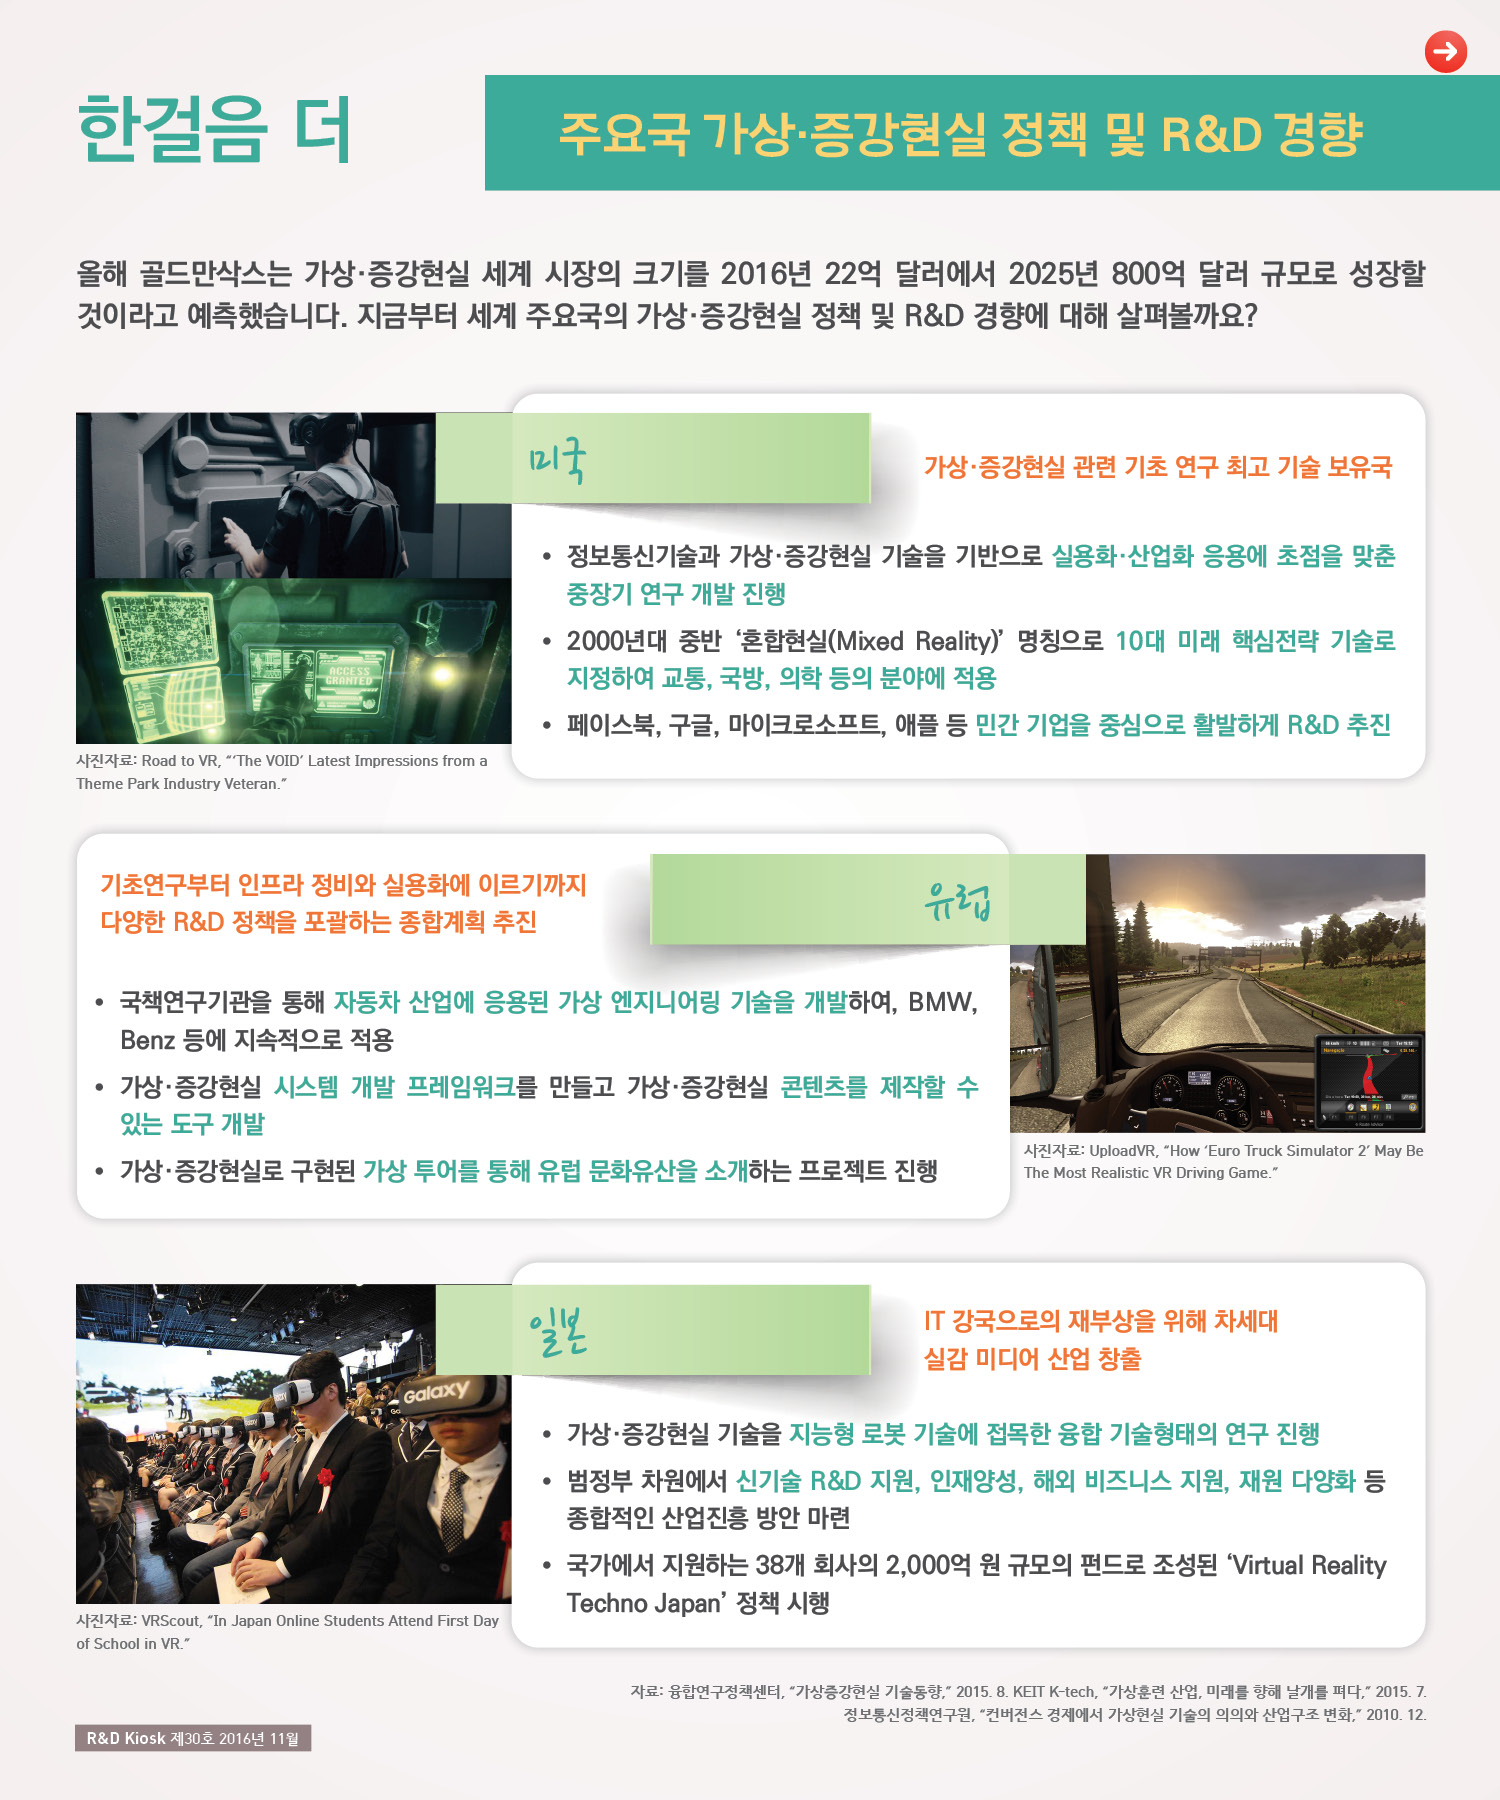 한걸음 더
주요국 가상·증강현실 정책 및 R&D 경향
올해 골드만삭스는 가상·증강현실 세계 시장의 크기를 2016년 22억 달러에서 2025년 800억 달러 규모로 성장할
것이라고 예측했습니다. 지금부터 세계 주요국의 가상·증강현실 정책 및 R&D 경향에 대해 살펴볼까요?
미국
가상·증강현실 관련 기초 연구 최고 기술 보유국
• 정보통신기술과 가상·증강현실 기술을 기반으로 실용화·산업화 응용에 초점을 맞춘
중장기 연구 개발 진행
• 2000년대 중반 ‘혼합현실(Mixed Reality)’ 명칭으로 10대 미래 핵심전략 기술로
지정하여 교통, 국방, 의학 등의 분야에 적용
• 페이스북, 구글, 마이크로소프트, 애플 등 민간 기업을 중심으로 활발하게 R&D 추진
ACCESS
GRANTED
사진자료: Road to VR, “‘The VOID’ Latest Impressions from a
Theme Park Industry Veteran.”
기초연구부터 인프라 정비와 실용화에 이르기까지
다양한 R&D 정책을 포괄하는 종합계획 추진
유럽
• 국책연구기관을 통해 자동차 산업에 응용된 가상 엔지니어링 기술을 개발하여, BMW,
Benz 등에 지속적으로 적용
• 가상·증강현실 시스템 개발 프레임워크를 만들고 가상·증강현실 콘텐츠를 제작할 수
있는 도구 개발
• 가상·증강현실로 구현된 가상 투어를 통해 유럽 문화유산을 소개하는 프로젝트 진행
사진자료: UploadVR, “How ‘Euro Truck Simulator 2’ May Be
The Most Realistic VR Driving Game.”
일본
IT 강국으로의 재부상을 위해 차세대
실감 미디어 산업 창출
• 가상·증강현실 기술을 지능형 로봇 기술에 접목한 융합 기술형태의 연구 진행
• 범정부 차원에서 신기술 R&D 지원, 인재양성, 해외 비즈니스 지원, 재원 다양화 등
종합적인 산업진흥 방안 마련
• 국가에서 지원하는 38개 회사의 2,000억 원 규모의 펀드로 조성된 ‘Virtual Reality
Techno Japan’ 정책 시행
Galaxy
사진자료: VRScout, “In Japan Online Students Attend First Day
of School in VR.”
자료: 융합연구정책센터, “가상증강현실 기술동향,” 2015. 8. KEIT K-tech, “가상훈련 산업, 미래를 향해 날개를 펴다,” 2015. 7.
정보통신정책연구원, “컨버전스 경제에서 가상현실 기술의 의의와 산업구조 변화,” 2010. 12.
R&D Kiosk 제30호 2016년 11월